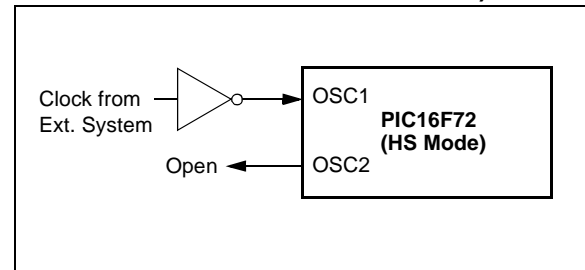 Clock from
Ext. System
OSC1
PIC16F72
(HS Mode)
Open
OSC2